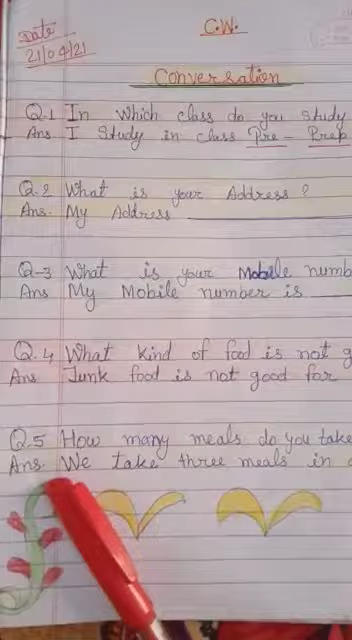 Date
21/04/21
C.W.
Conversation
Q.1 In which class do you study
Ans I Study in class Pre - Prep
Q.2 What is your Address?
Ans. My Address
Q-3 What is your Mobile numb
Ans My Mobile number is
Q.4 What kind of food is not g
Ans Junk food is not good for
Q.5 How many meals do you take
Ans. We take three meals in a